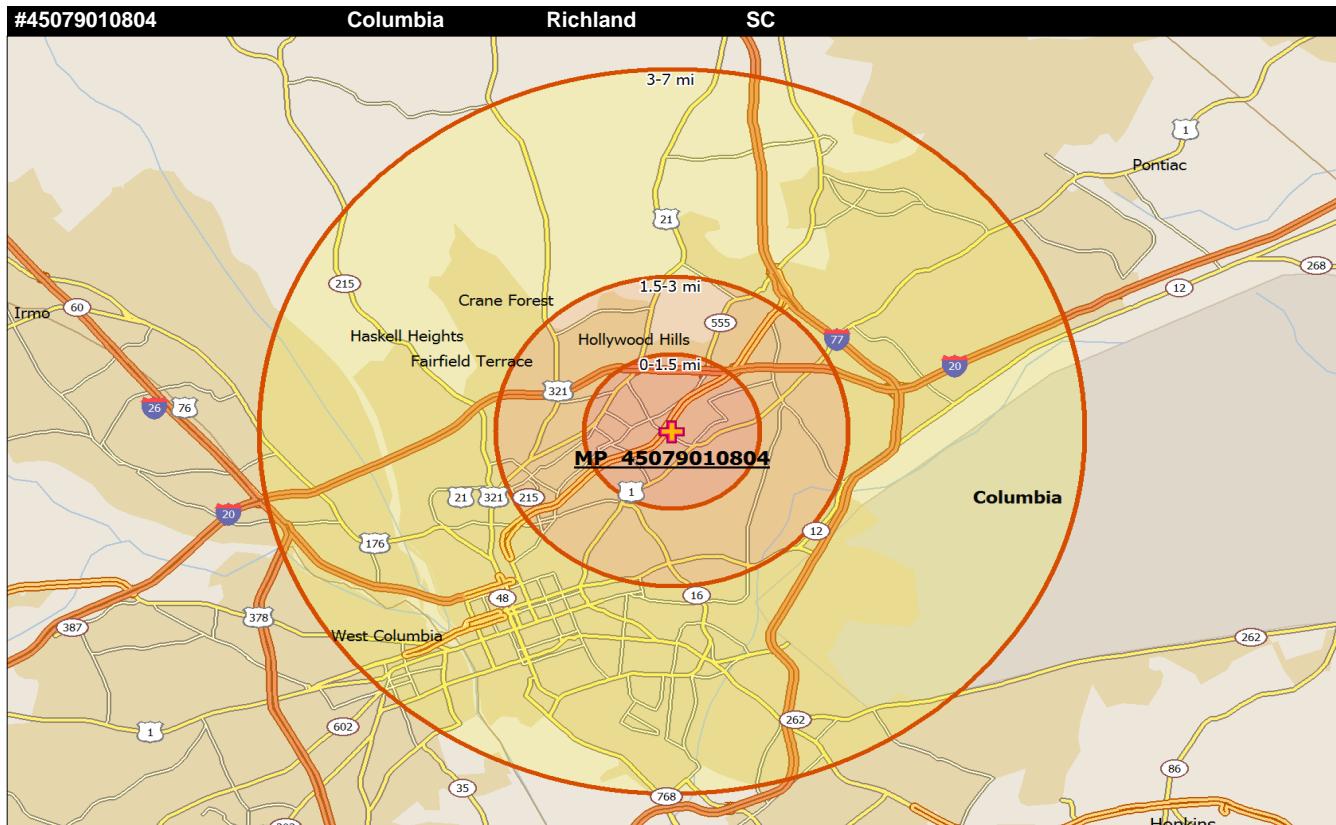 #45079010804 Columbia Richland SC
3-7 mi
1
Pontiac
21
268
215
1.5-3 mi
12
Crane Forest
Irmo
60
555
Haskell Heights
Hollywood Hills
77
Fairfield Terrace
0-1.5 mi
20
321
26
76
MP 45079010804
1
21
321
215
Columbia
20
12
176
16
48
378
387
West Columbia
262
262
602
1
86
35
768